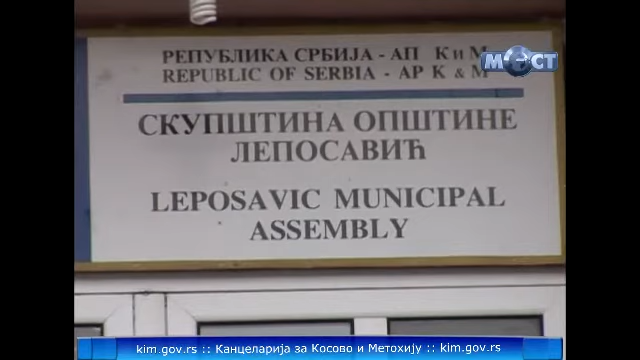 РЕПУБЛИКА СРБИЈА - АП К и М
REPUBLIC OF SERBIA - AP K & M
МОСТ
СКУПШТИНА ОПШТИНЕ
ЛЕПОСАВИЋ
LEPOSAVIC MUNICIPAL
ASSEMBLY
kim.gov.rs :: Канцеларија за Косово и Метохију :: kim.gov.rs